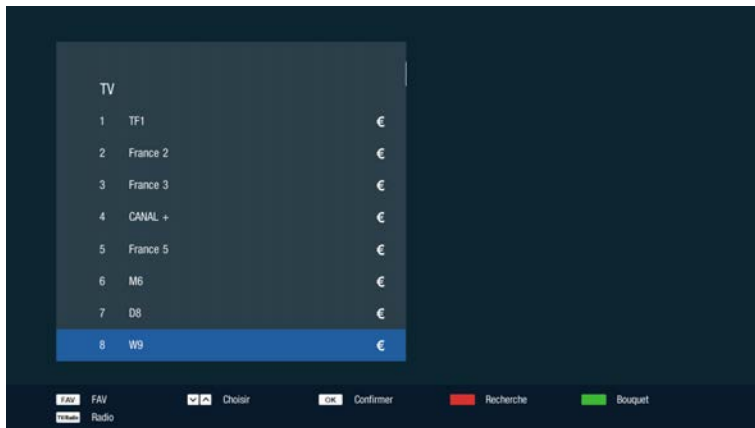 TV
1 TF1 €
2 France 2 €
3 France 3 €
4 CANAL + €
5 France 5 €
6 M6 €
7 D8 €
8 W9 €
FAV FAV Choisir OK Confirmer Recherche Bouquet
TV/Radio Radio